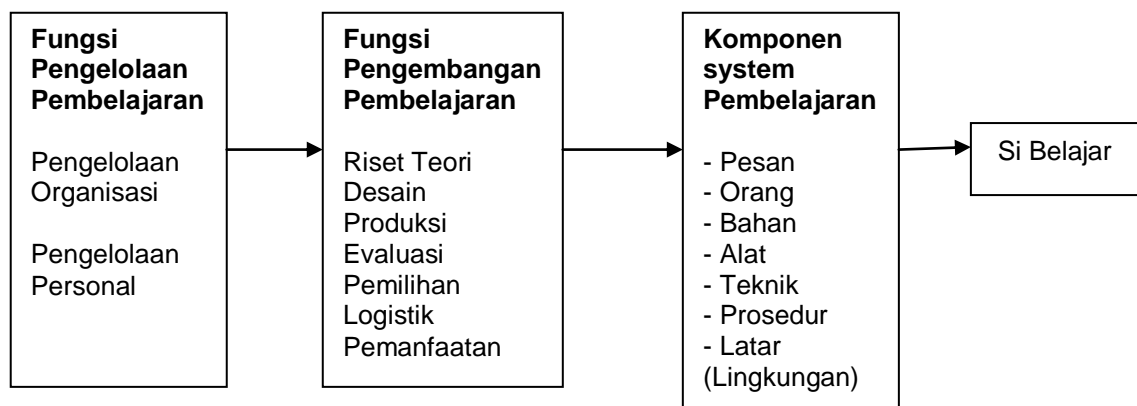 Fungsi
Pengelolaan
Pembelajaran
Pengelolaan
Organisasi
Pengelolaan
Personal
Fungsi
Pengembangan
Pembelajaran
Riset Teori
Desain
Produksi
Evaluasi
Pemilihan
Logistik
Pemanfaatan
Komponen
system
Pembelajaran
- Pesan
- Orang
- Bahan
- Alat
- Teknik
- Prosedur
- Latar
(Lingkungan)
Si Belajar